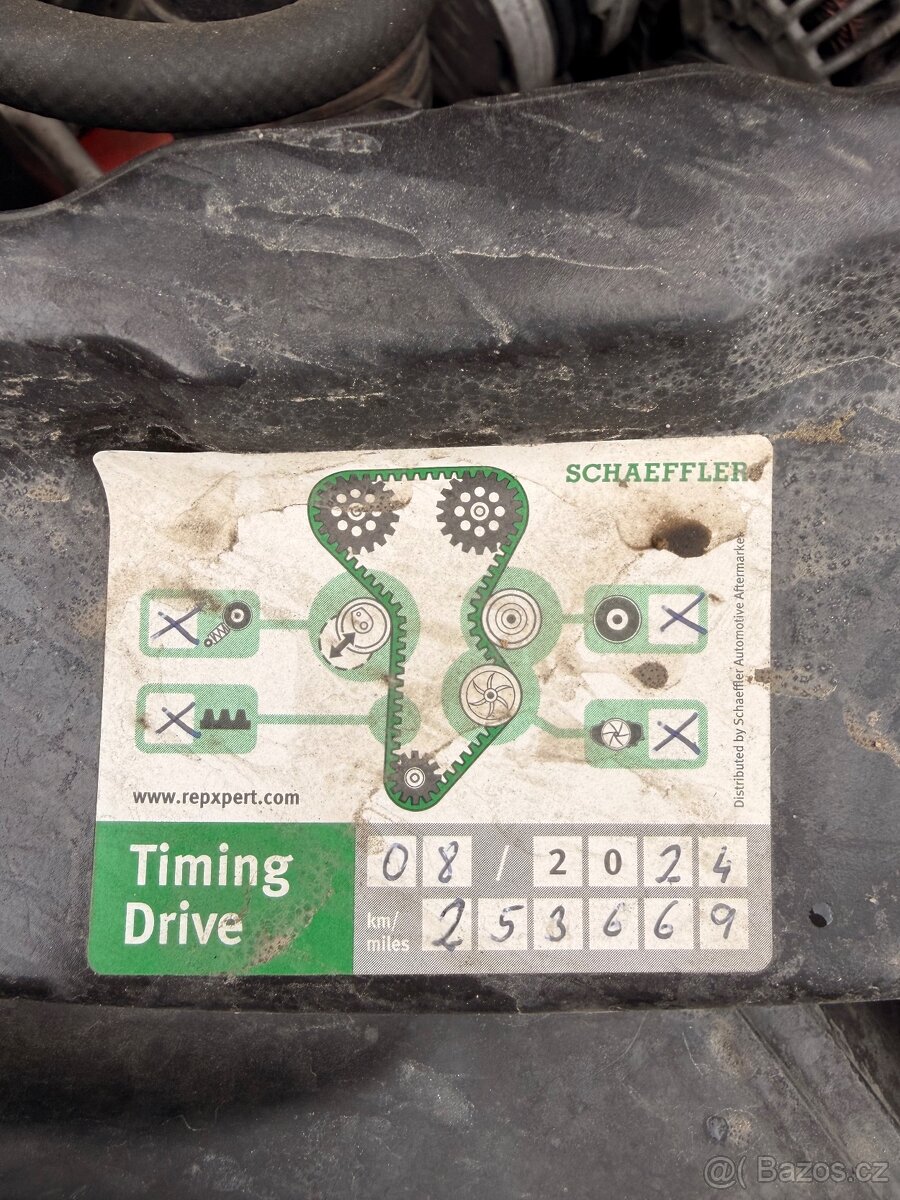 SCHAEFFLER
Distributed by Schaeffler Automotive Aftermarket
X
X
X
X
www.repxpert.com
Timing
Drive
08 / 2024
km/
miles
253669
@( Bazos.cz